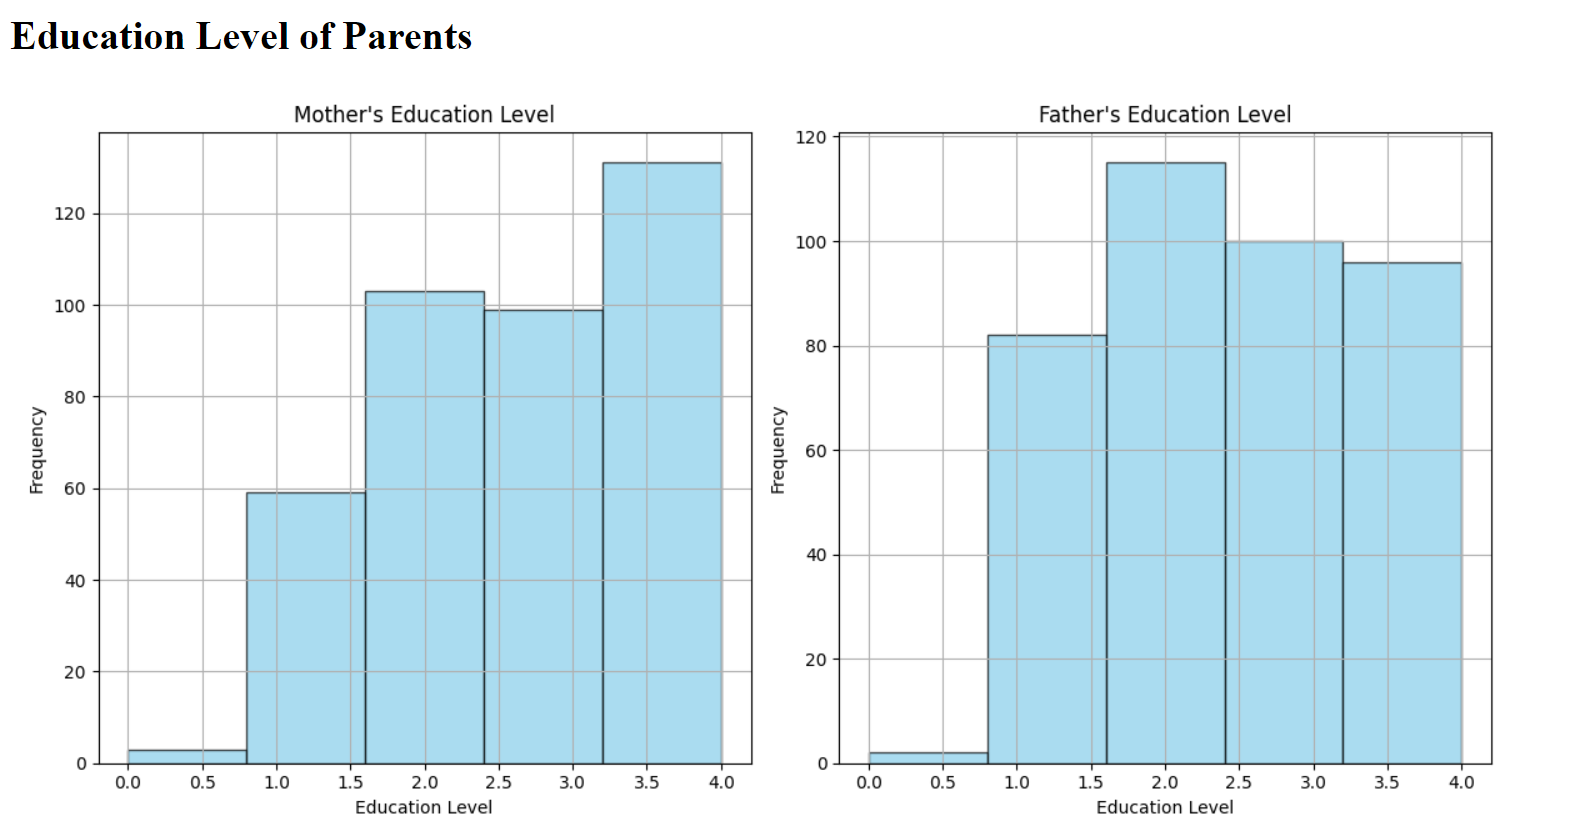 Education Level of Parents
Mother's Education Level
Frequency
120
100
80
60
40
20
0
0.0 0.5 1.0 1.5 2.0 2.5 3.0 3.5 4.0
Education Level
Father's Education Level
Frequency
120
100
80
60
40
20
0
0.0 0.5 1.0 1.5 2.0 2.5 3.0 3.5 4.0
Education Level